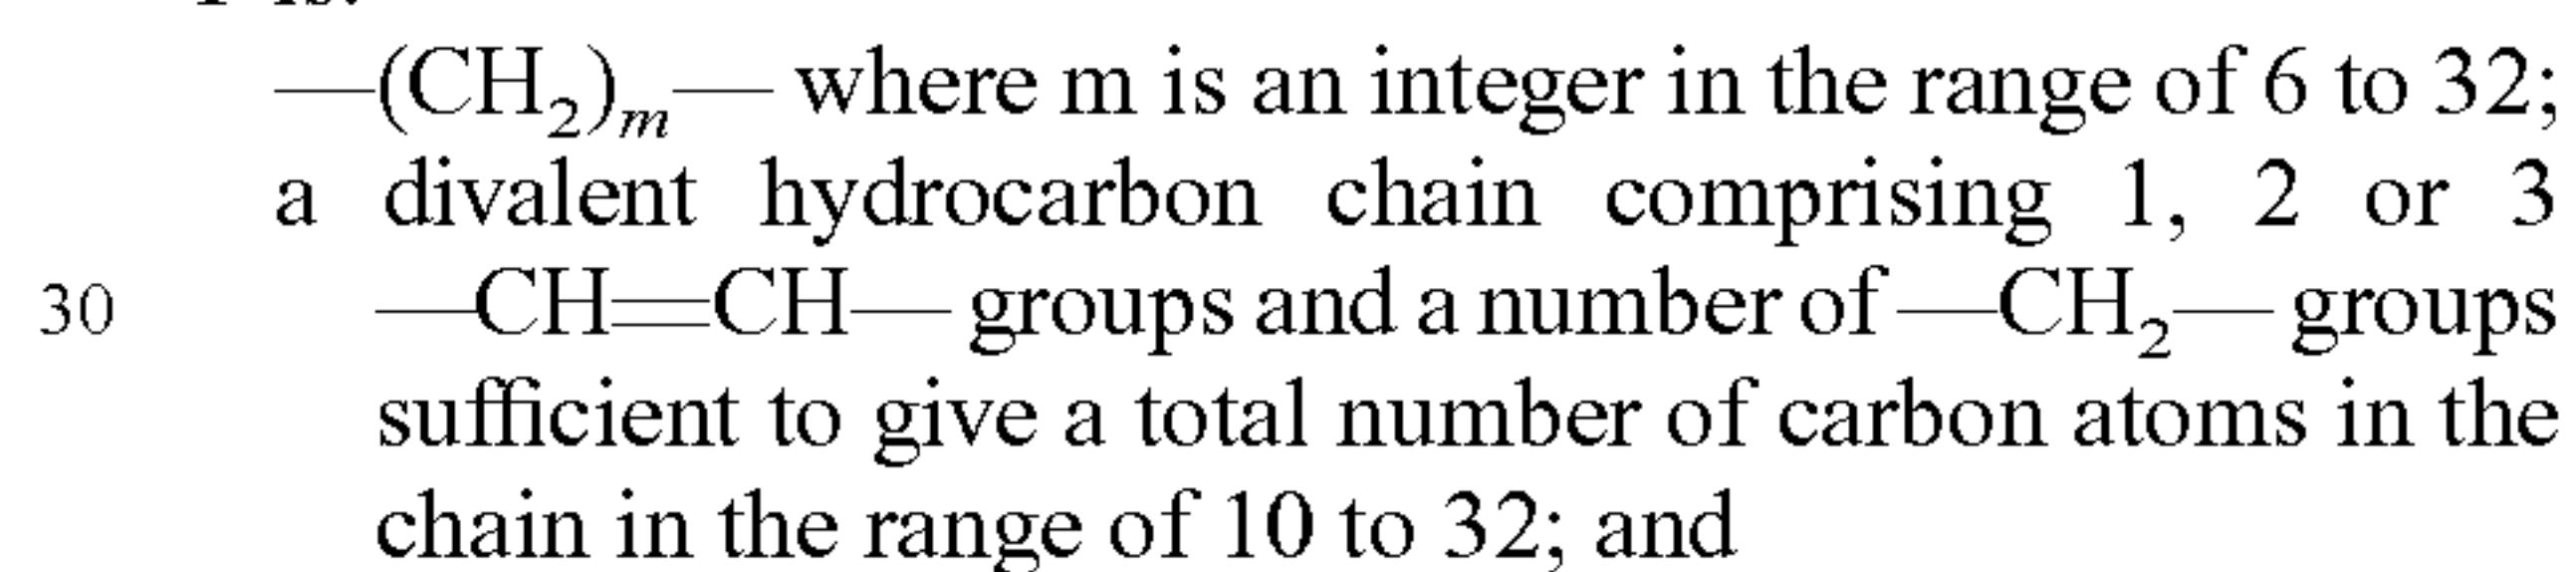 —(CH₂)ₘ— where m is an integer in the range of 6 to 32;
a divalent hydrocarbon chain comprising 1, 2 or 3
30 —CH=CH— groups and a number of —CH₂— groups
sufficient to give a total number of carbon atoms in the
chain in the range of 10 to 32; and